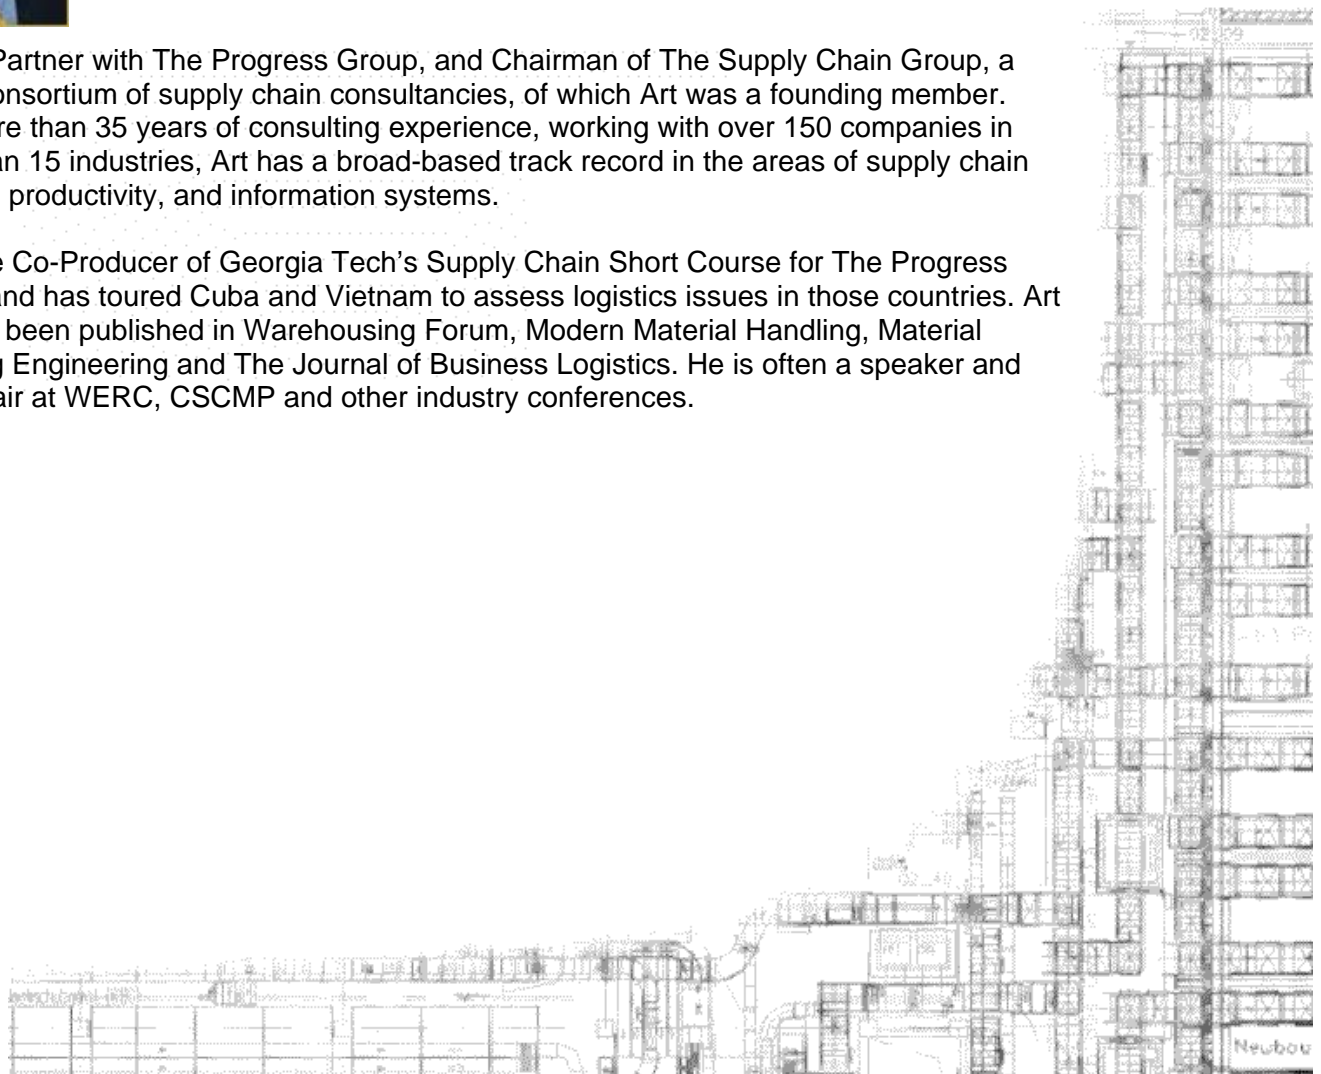 Partner with The Progress Group, and Chairman of The Supply Chain Group, a
onsortium of supply chain consultancies, of which Art was a founding member.
re than 35 years of consulting experience, working with over 150 companies in
an 15 industries, Art has a broad-based track record in the areas of supply chain
productivity, and information systems.
e Co-Producer of Georgia Tech’s Supply Chain Short Course for The Progress
and has toured Cuba and Vietnam to assess logistics issues in those countries. Art
been published in Warehousing Forum, Modern Material Handling, Material
g Engineering and The Journal of Business Logistics. He is often a speaker and
air at WERC, CSCMP and other industry conferences.
Neubau